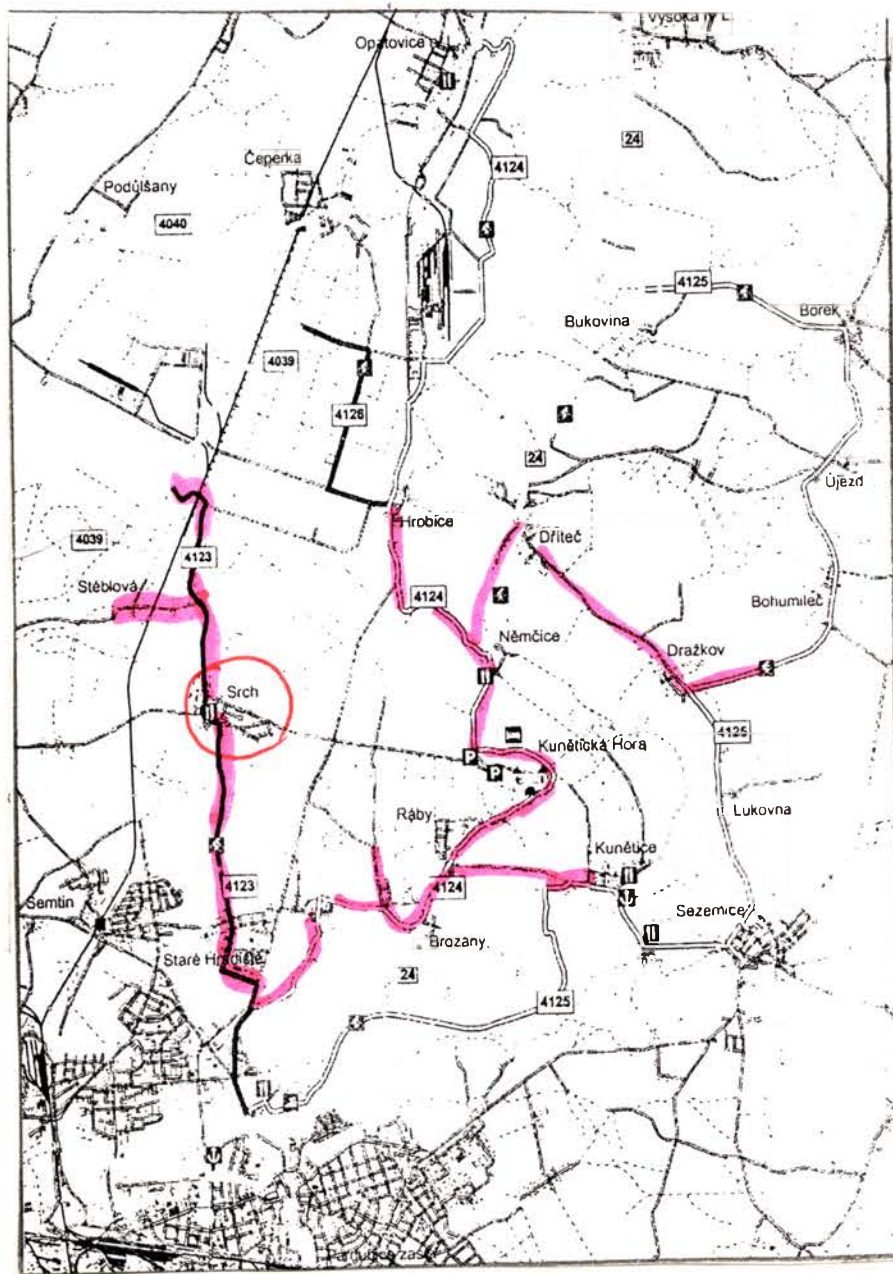 Vysoká n. L.
Opatovice n. L.
24
Čeperka
4124
Podůlšany
4040
4125
Borek
Bukovina
4039
4126
24
Újezd
Hrobice
4039
4123
Dříteč
Stéblová
4124
Bohumileč
Němčice
Dražkov
Srch
4125
Kunětická Hora
P
P
Lukovna
Ráby
Kunětice
4123
4124
Semtín
Sezemice
Brozany
Staré Hradiště
24
4125